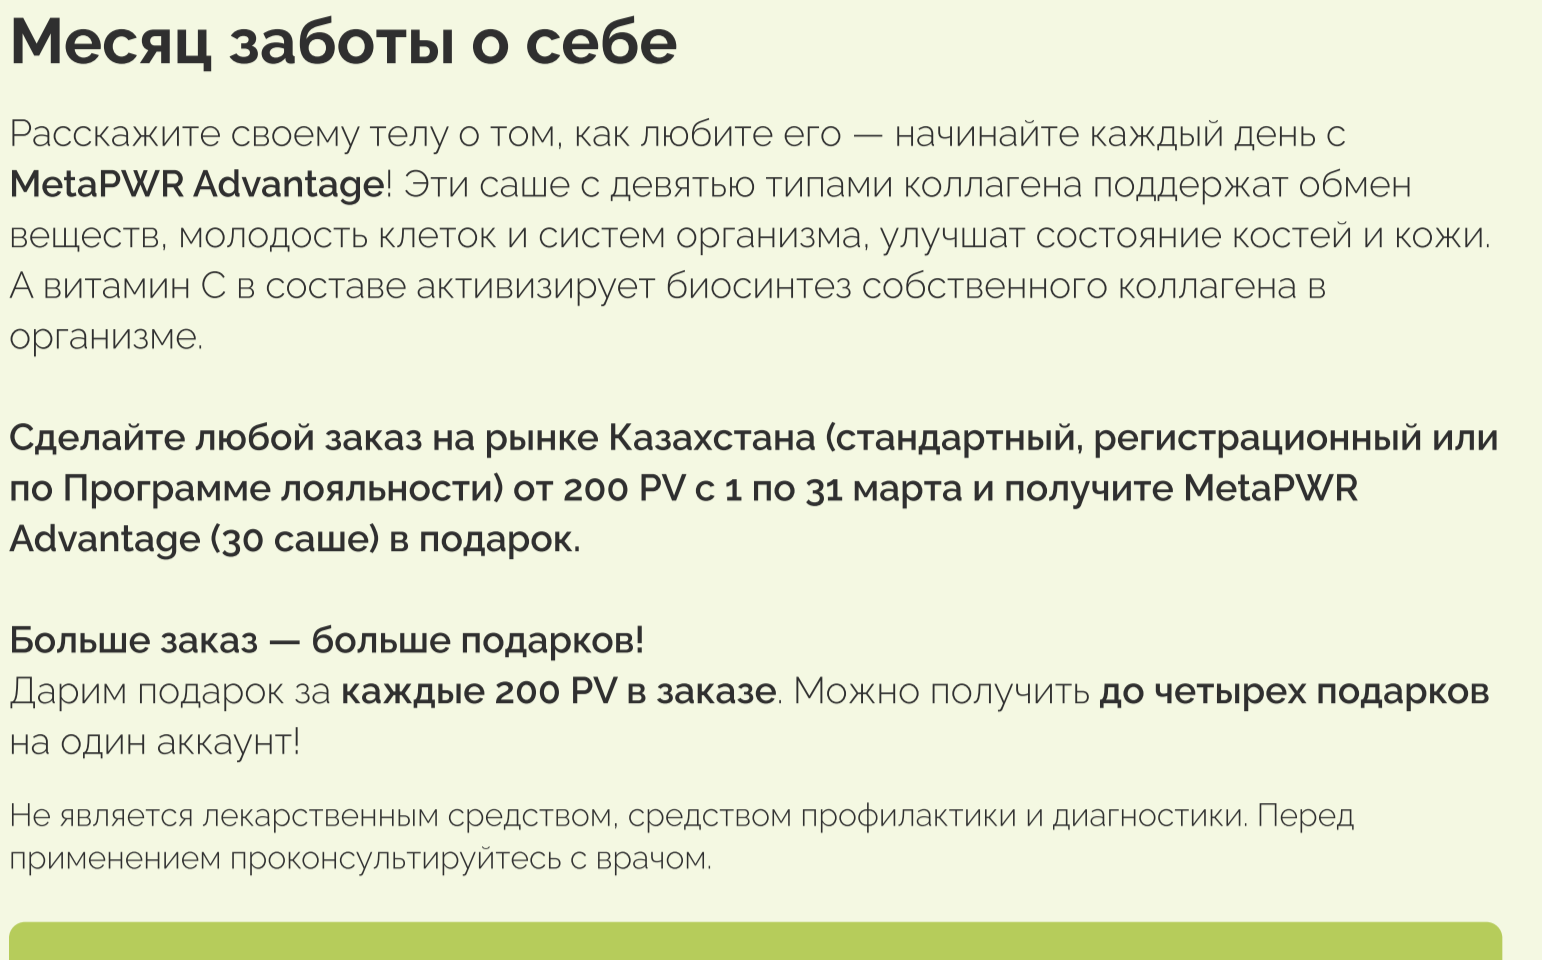 Месяц заботы о себе
Расскажите своему телу о том, как любите его — начинайте каждый день с
MetaPWR Advantage! Эти саше с девятью типами коллагена поддержат обмен
веществ, молодость клеток и систем организма, улучшат состояние костей и кожи.
А витамин С в составе активизирует биосинтез собственного коллагена в
организме.
Сделайте любой заказ на рынке Казахстана (стандартный, регистрационный или
по Программе лояльности) от 200 PV с 1 по 31 марта и получите MetaPWR
Advantage (30 саше) в подарок.
Больше заказ — больше подарков!
Дарим подарок за каждые 200 PV в заказе. Можно получить до четырех подарков
на один аккаунт!
Не является лекарственным средством, средством профилактики и диагностики. Перед
применением проконсультируйтесь с врачом.